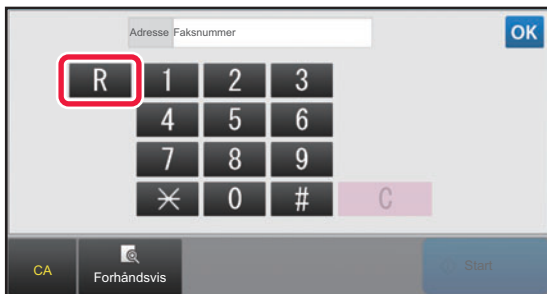 Adresse Faksnummer OK
R 1 2 3
4 5 6
7 8 9
* 0 # C
CA Forhåndsvis Start